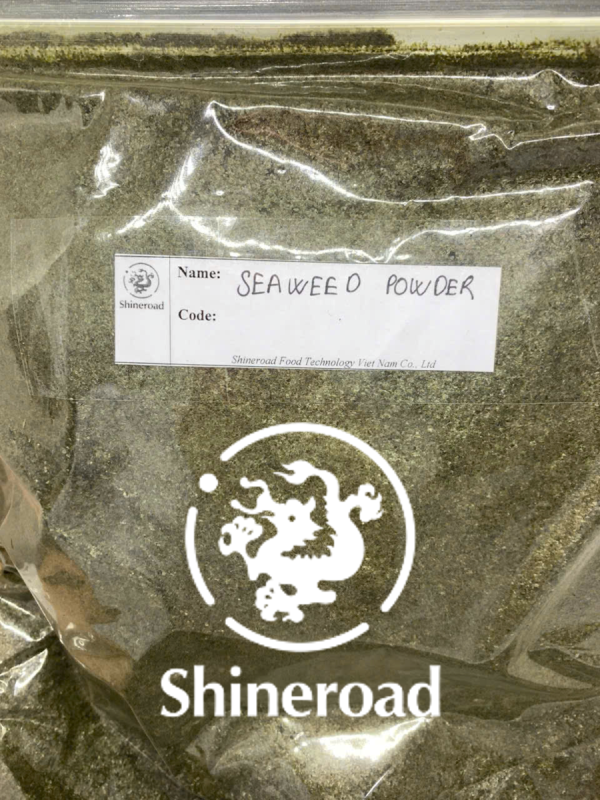 Name: SEAWEED POWDER
Shineroad
Code:
Shineroad Food Technology Viet Nam Co., Ltd
Shineroad